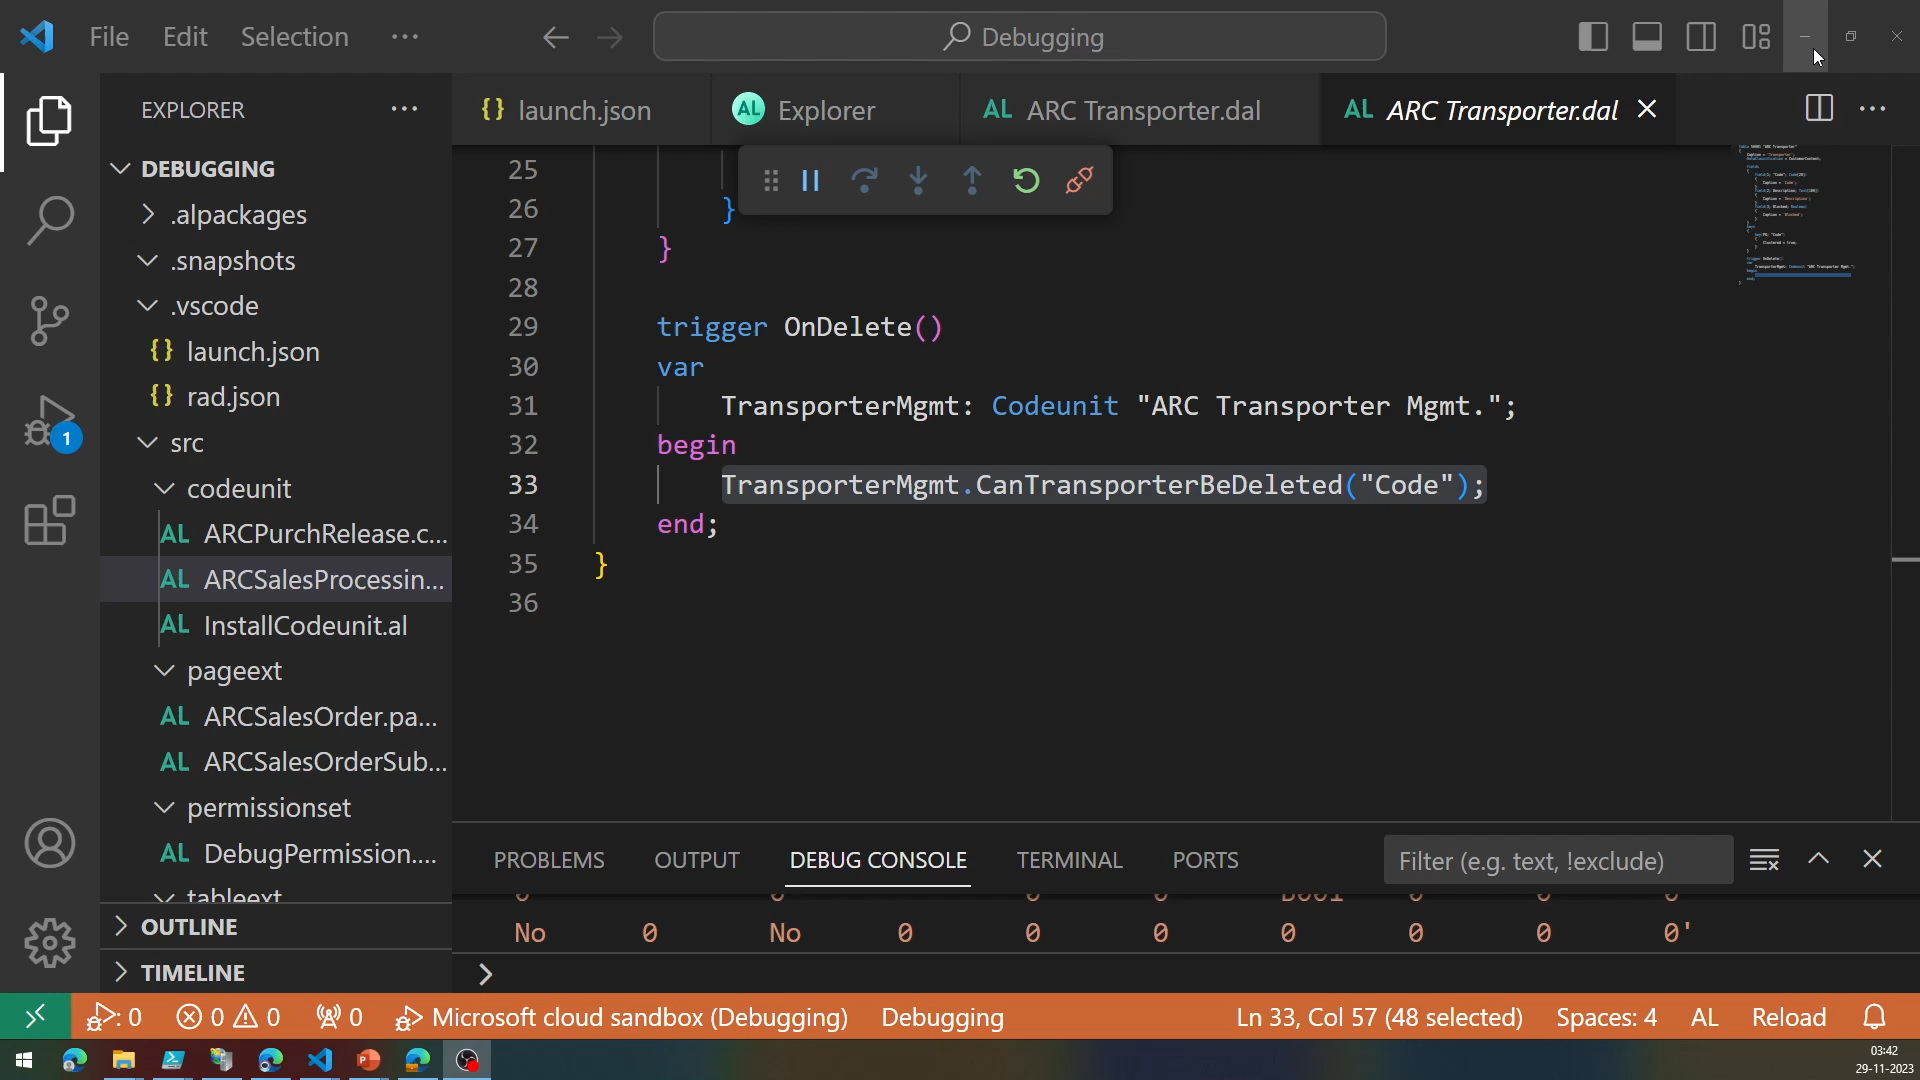 File Edit Selection ···
Debugging
EXPLORER ···
{} launch.json
AL Explorer
AL ARC Transporter.dal
AL ARC Transporter.dal
DEBUGGING
.alpackages
.snapshots
.vscode
{} launch.json
{} rad.json
src
codeunit
AL ARCPurchRelease.c...
AL ARCSalesProcessin...
AL InstallCodeunit.al
pageext
AL ARCSalesOrder.pa...
AL ARCSalesOrderSub...
permissionset
AL DebugPermission....
tableext
OUTLINE
TIMELINE
25
26 }
27 }
28
29 trigger OnDelete()
30 var
31 TransporterMgmt: Codeunit "ARC Transporter Mgmt.";
32 begin
33 TransporterMgmt.CanTransporterBeDeleted("Code");
34 end;
35 }
36
PROBLEMS OUTPUT DEBUG CONSOLE TERMINAL PORTS
Filter (e.g. text, !exclude)
No 0 No 0 0 0 0 0 0 0'
1
: 0 0 0 0 Microsoft cloud sandbox (Debugging) Debugging
Ln 33, Col 57 (48 selected) Spaces: 4 AL Reload
03:42
29-11-2023